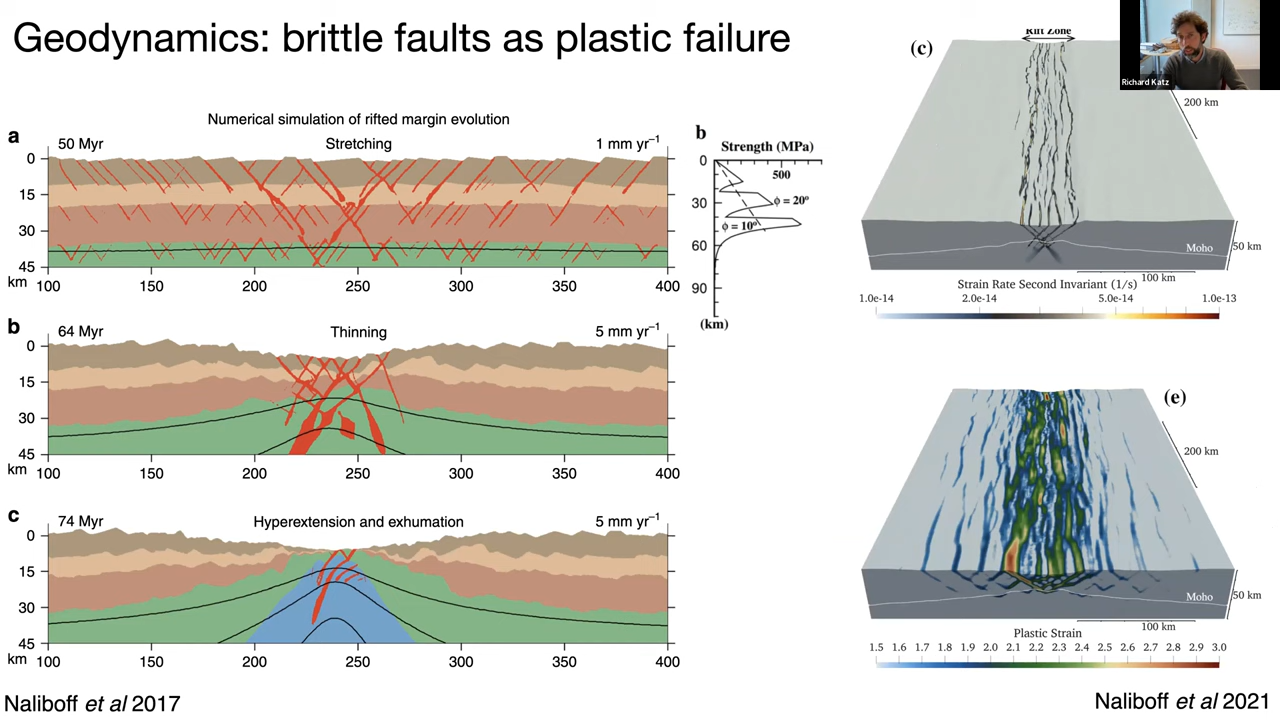 Geodynamics: brittle faults as plastic failure
Richard Katz
Numerical simulation of rifted margin evolution
a
50 Myr
Stretching
1 mm yr–1
0
15
30
45
km
100 150 200 250 300 350 400
b
64 Myr
Thinning
5 mm yr–1
0
15
30
45
km
100 150 200 250 300 350 400
c
74 Myr
Hyperextension and exhumation
5 mm yr–1
0
15
30
45
km
100 150 200 250 300 350 400
Naliboff et al 2017
b
Strength (MPa)
500
0
30
60
90
(km)
ϕ = 20º
ϕ = 10º
(c)
Rift Zone
200 km
Moho
50 km
100 km
Strain Rate Second Invariant (1/s)
1.0e-14 2.0e-14 5.0e-14 1.0e-13
(e)
200 km
Moho
50 km
100 km
Plastic Strain
1.5 1.6 1.7 1.8 1.9 2.0 2.1 2.2 2.3 2.4 2.5 2.6 2.7 2.8 2.9 3.0
Naliboff et al 2021